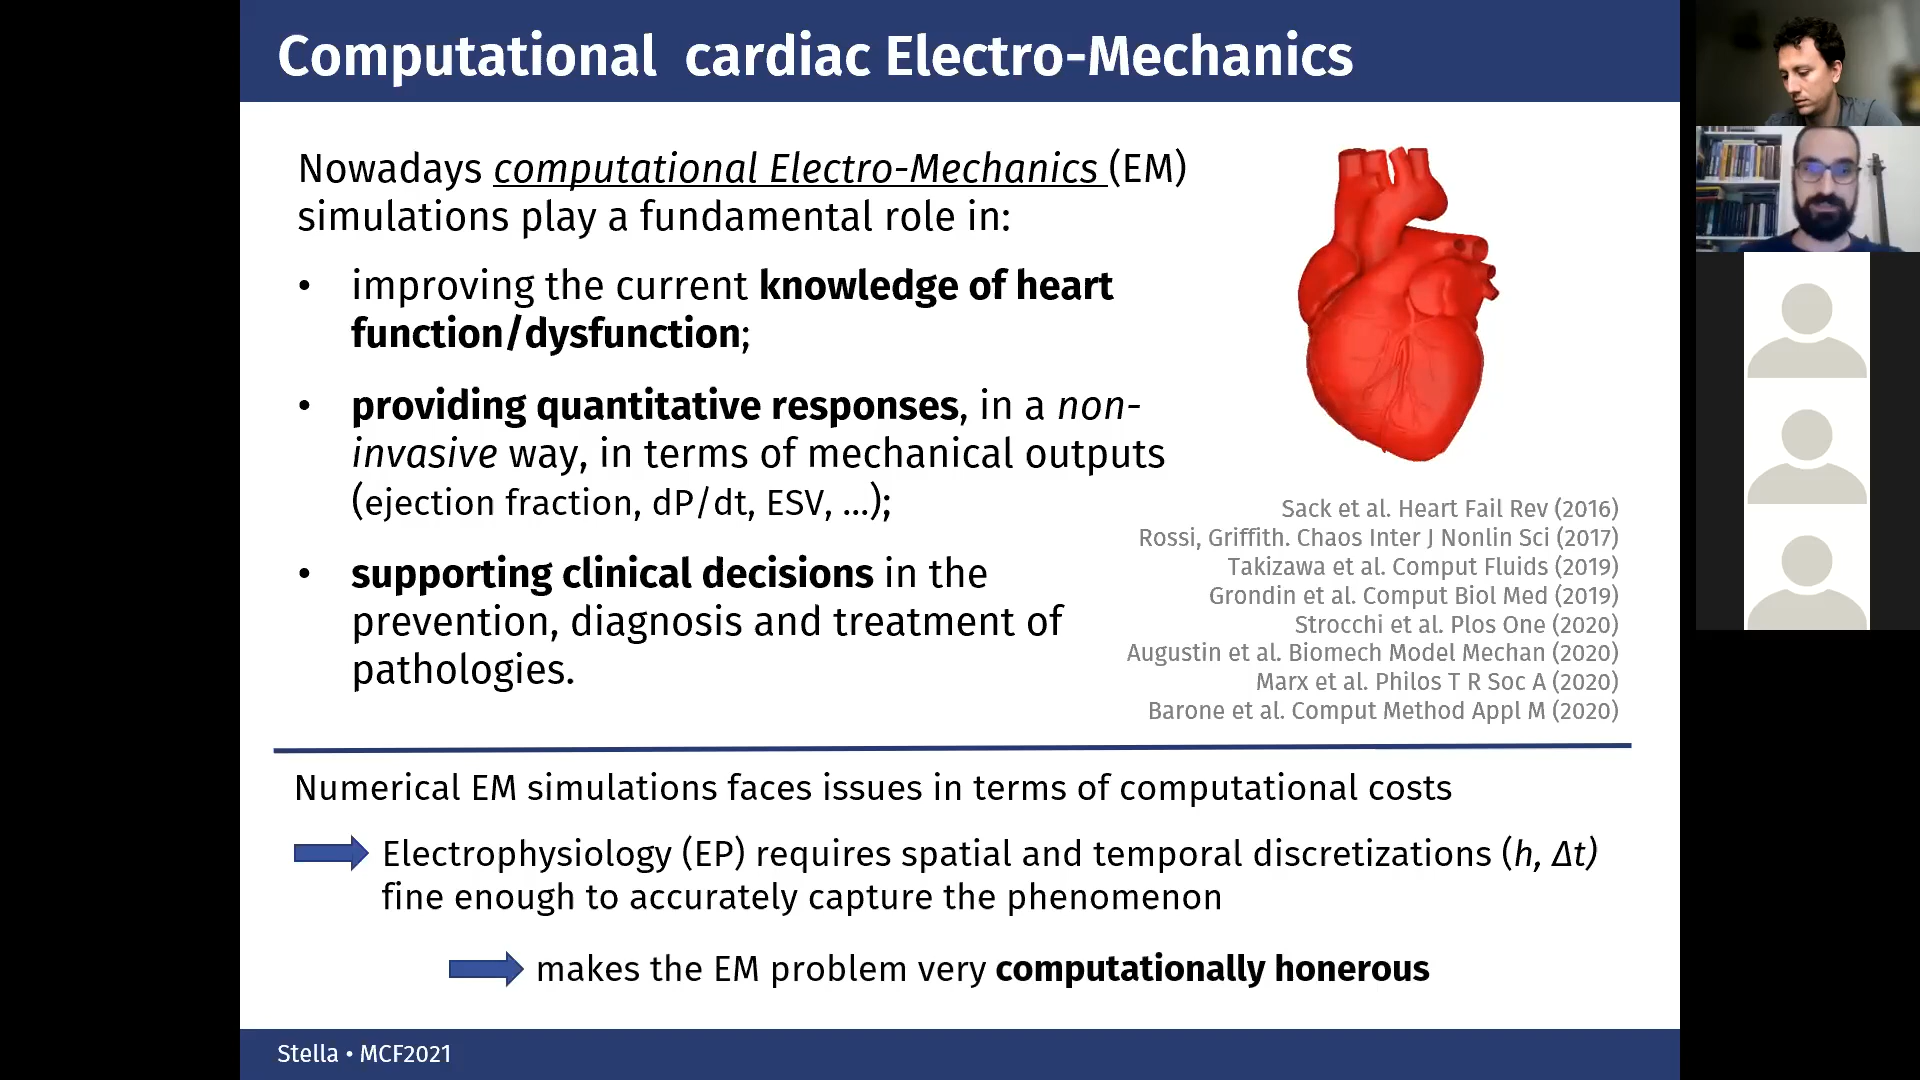 Computational cardiac Electro-Mechanics
Nowadays computational Electro-Mechanics (EM)
simulations play a fundamental role in:
• improving the current knowledge of heart
function/dysfunction;
• providing quantitative responses, in a non-
invasive way, in terms of mechanical outputs
(ejection fraction, dP/dt, ESV, ...);
• supporting clinical decisions in the
prevention, diagnosis and treatment of
pathologies.
Sack et al. Heart Fail Rev (2016)
Rossi, Griffith. Chaos Inter J Nonlin Sci (2017)
Takizawa et al. Comput Fluids (2019)
Grondin et al. Comput Biol Med (2019)
Strocchi et al. Plos One (2020)
Augustin et al. Biomech Model Mechan (2020)
Marx et al. Philos T R Soc A (2020)
Barone et al. Comput Method Appl M (2020)
Numerical EM simulations faces issues in terms of computational costs
Electrophysiology (EP) requires spatial and temporal discretizations (h, Δt)
fine enough to accurately capture the phenomenon
makes the EM problem very computationally honerous
Stella • MCF2021